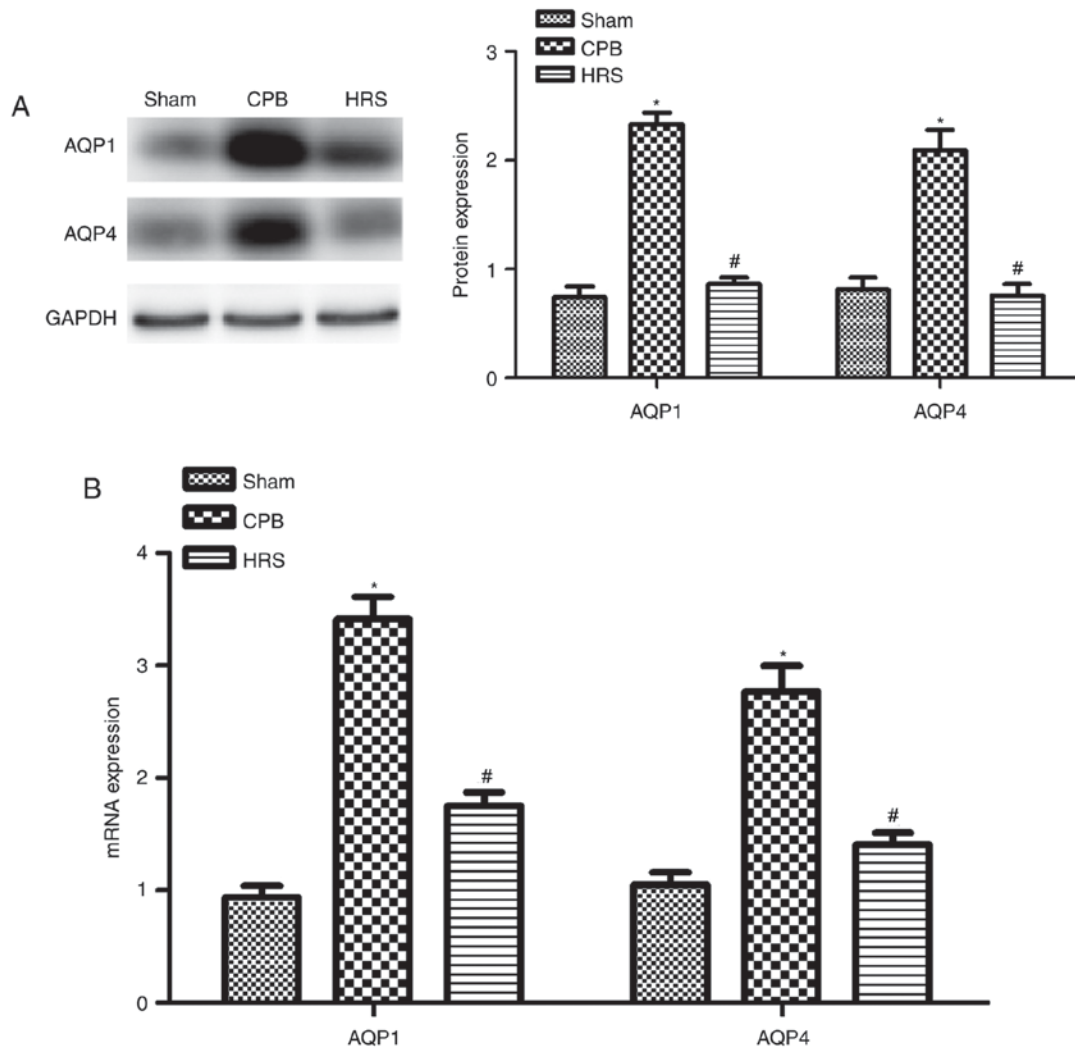 A
Sham CPB HRS
AQP1
AQP4
GAPDH
Sham
CPB
HRS
Protein expression
3
2
1
0
*
#
*
#
AQP1 AQP4
B
Sham
CPB
HRS
mRNA expression
4
3
2
1
0
*
#
*
#
AQP1 AQP4